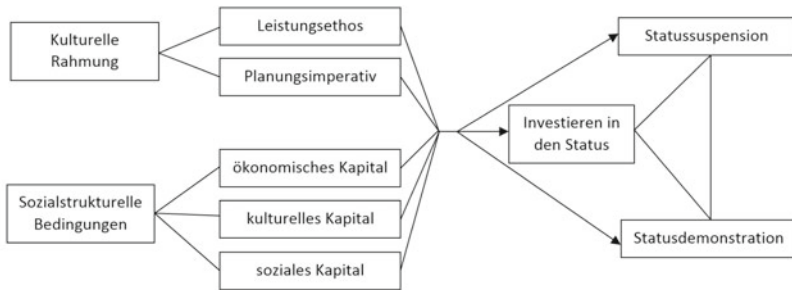 Kulturelle
Rahmung
Leistungsethos
Planungsimperativ
Sozialstrukturelle
Bedingungen
ökonomisches Kapital
kulturelles Kapital
soziales Kapital
Investieren in
den Status
Statussuspension
Statusdemonstration